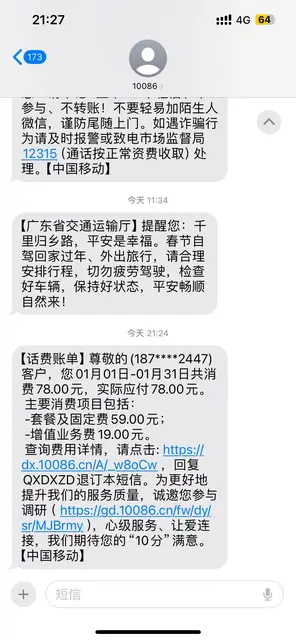 21:27
4G 64
173
10086 >
参与、不转账！不要轻易加陌生人
微信，谨防尾随上门。如遇诈骗行
为请及时报警或致电市场监督局
12315 (通话按正常资费收取) 处
理。【中国移动】
今天 11:34
【广东省交通运输厅】提醒您：千
里归乡路，平安是幸福。春节自
驾回家过年、外出旅行，请合理
安排行程，切勿疲劳驾驶，检查
好车辆，保持好状态，平安畅顺
自然来！
今天 21:24
【话费账单】尊敬的 (187****2447)
客户，您 01月01日-01月31日共消
费78.00元，实际应付 78.00元。
主要消费项目包括：
-套餐及固定费 59.00元；
-增值业务费 19.00元。
查询费用详情，请点击: https://
dx.10086.cn/A/_w8oCw ，回复
QXDXZD 退订本短信。为更好地
提升我们的服务质量，诚邀您参与
调研（ https://gd.10086.cn/fw/dy/
sr/MJBrmy ），心级服务、让爱连
接，我们期待您的 “10 分” 满意。
【中国移动】
短信